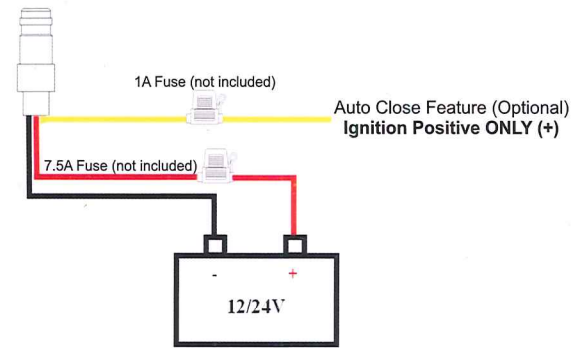 1A Fuse (not included)
Auto Close Feature (Optional)
Ignition Positive ONLY (+)
7.5A Fuse (not included)
- +
12/24V